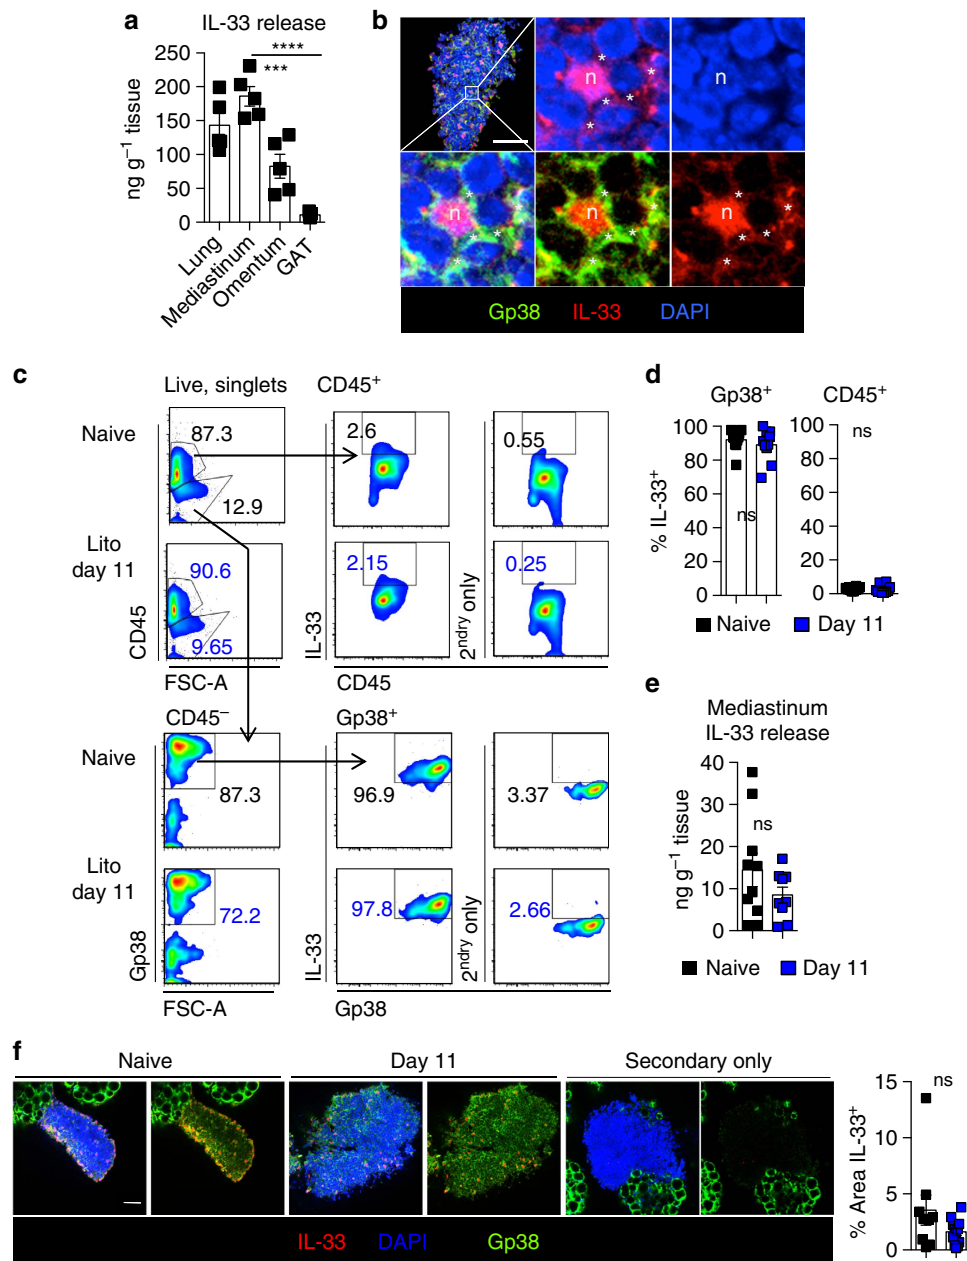 a
IL-33 release
****
***
250
200
150
100
50
0
ng g⁻¹ tissue
Lung
Mediastinum
Omentum
GAT
b
n
*
*
*
*
*
n
n
*
*
*
*
*
n
*
*
*
*
*
n
*
*
*
*
*
Gp38 IL-33 DAPI
c
Live, singlets
CD45⁺
Naive
87.3
12.9
2.6
0.55
Lito
day 11
90.6
9.65
2.15
0.25
CD45
IL-33
2ⁿᵈʳʸ only
FSC-A
CD45
CD45⁻
Gp38⁺
Naive
87.3
96.9
3.37
Lito
day 11
72.2
97.8
2.66
Gp38
IL-33
2ⁿᵈʳʸ only
FSC-A
Gp38
d
Gp38⁺
CD45⁺
100
80
60
40
20
0
% IL-33⁺
ns
100
80
60
40
20
0
ns
Naive Day 11
e
Mediastinum
IL-33 release
40
30
20
10
0
ng g⁻¹ tissue
ns
Naive Day 11
f
Naive
Day 11
Secondary only
IL-33 DAPI Gp38
15
10
5
0
% Area IL-33⁺
ns